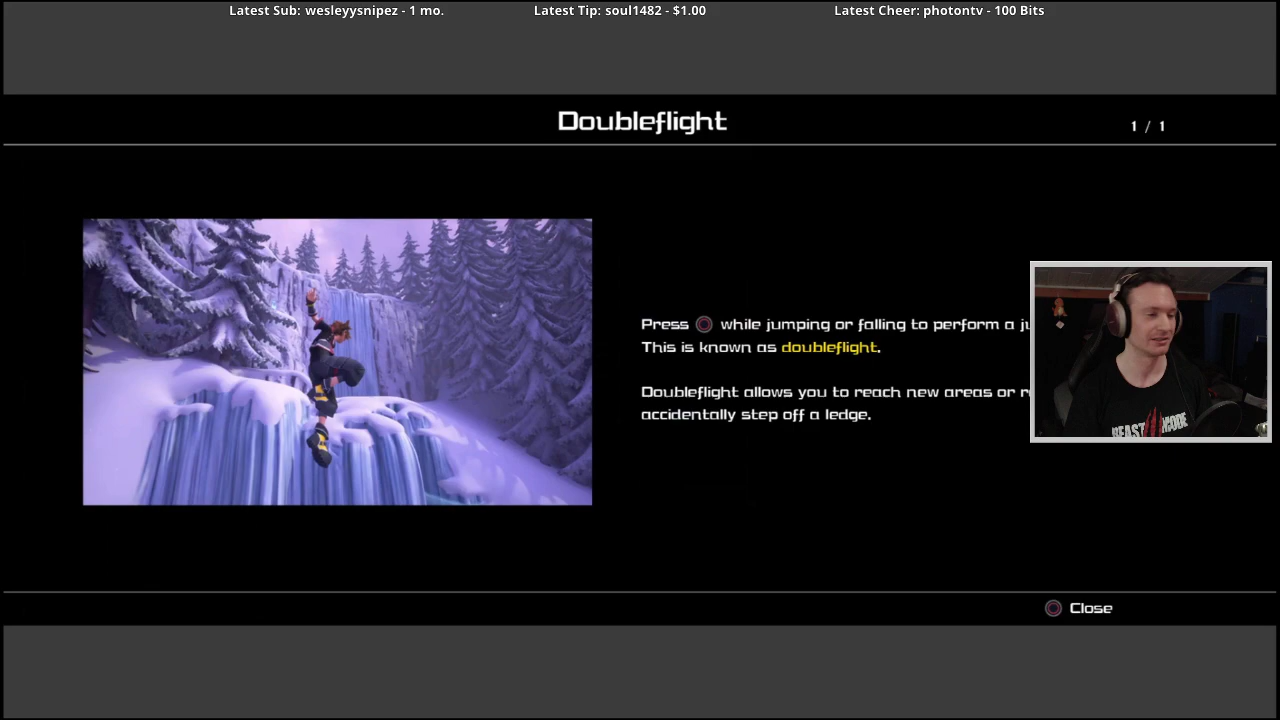 Latest Sub: wesleyysnipez - 1 mo.
Latest Tip: soul1482 - $1.00
Latest Cheer: photontv - 100 Bits
Doubleflight
1 / 1
Press while jumping or falling to perform a
This is known as doubleflight.
Doubleflight allows you to reach new areas or
accidentally step off a ledge.
BEAST MODE
Close